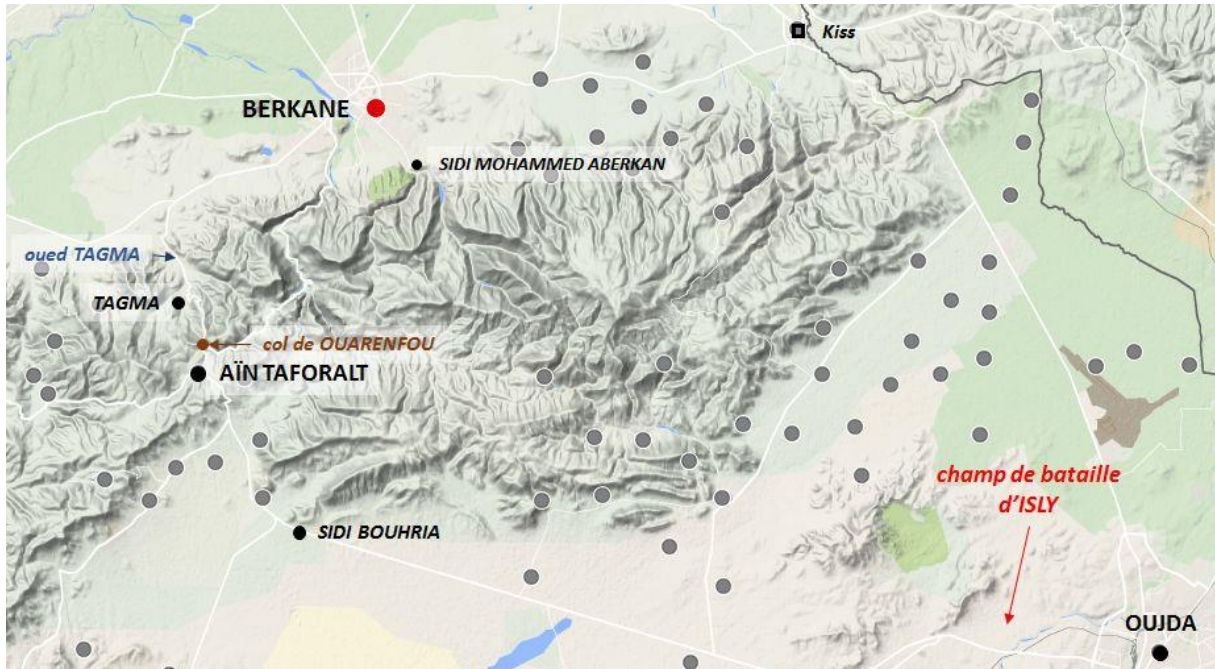 Kiss
BERKANE
SIDI MOHAMMED ABERKAN
oued TAGMA
TAGMA
col de OUARENFOU
AÏN TAFORALT
champ de bataille
d'ISLY
SIDI BOUHRIA
OUJDA